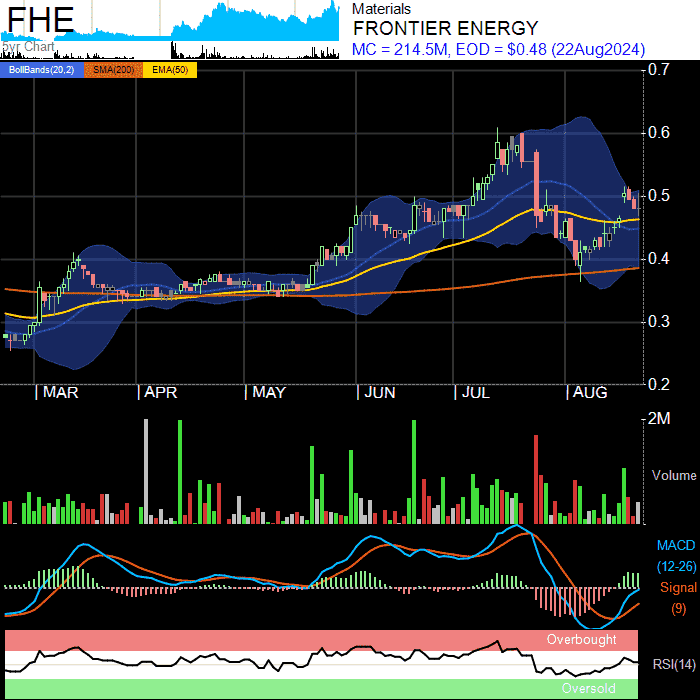 FHE
5yr Chart
Materials
FRONTIER ENERGY
MC = 214.5M, EOD = $0.48 (22Aug2024)
BollBands(20,2) SMA(200) EMA(50)
0.7
0.6
0.5
0.4
0.3
0.2
MAR APR MAY JUN JUL AUG
2M
Volume
MACD
(12-26)
Signal
(9)
Overbought
RSI(14)
Oversold